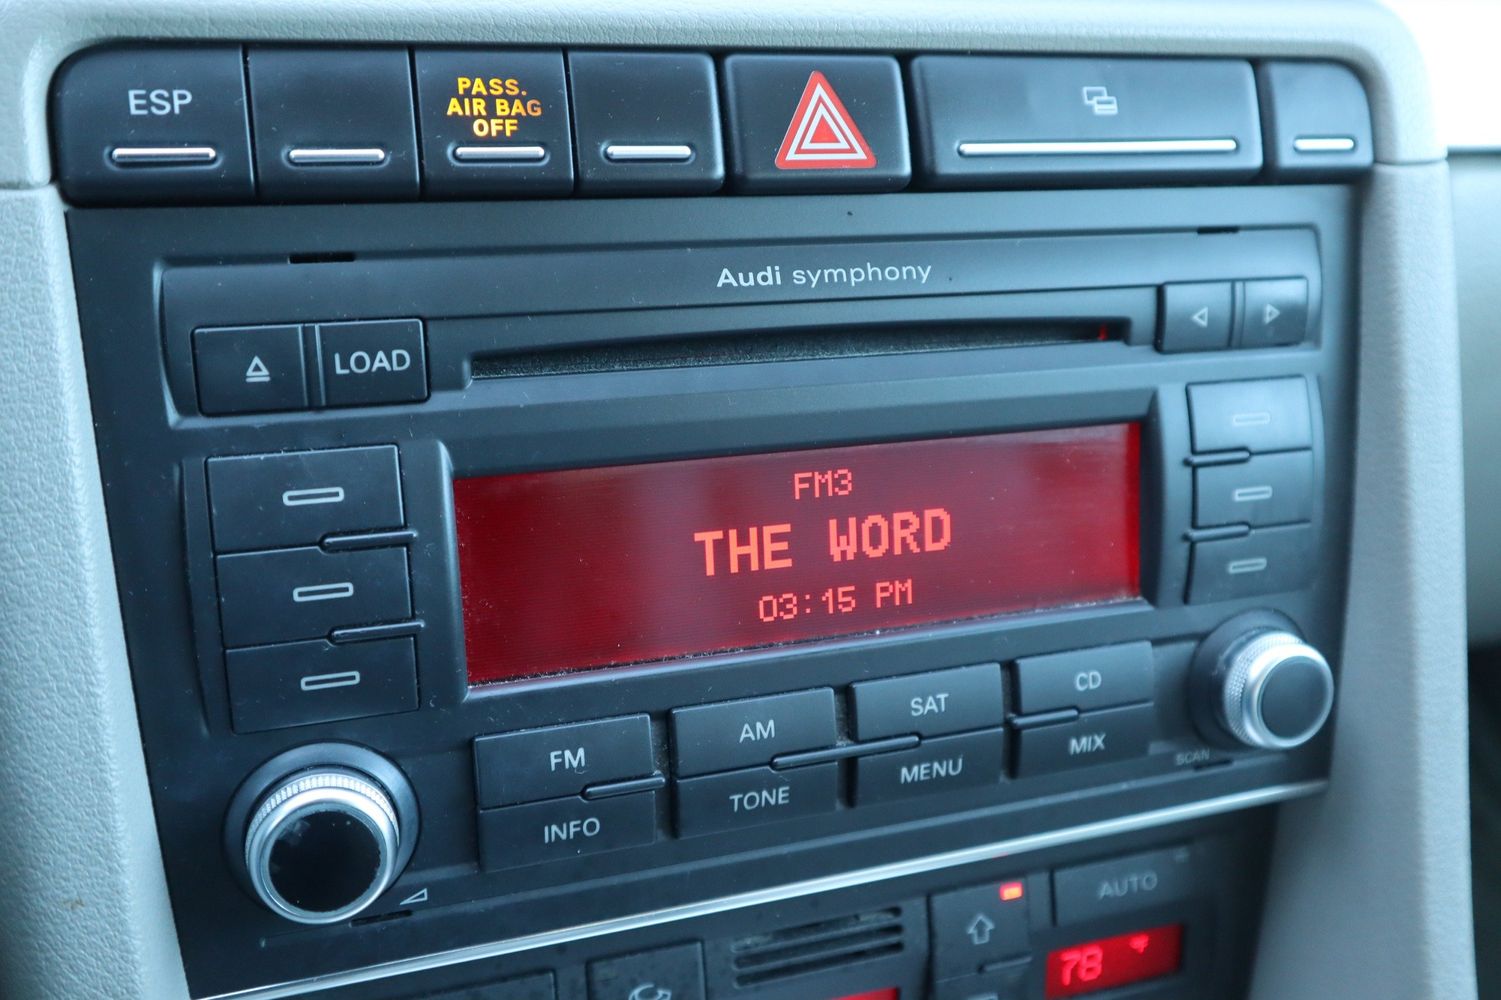 ESP
PASS.
AIR BAG
OFF
Audi symphony
LOAD
FM3
THE WORD
03:15 PM
FM
AM
SAT
CD
INFO
TONE
MENU
MIX
SCAN
AUTO
78 °F